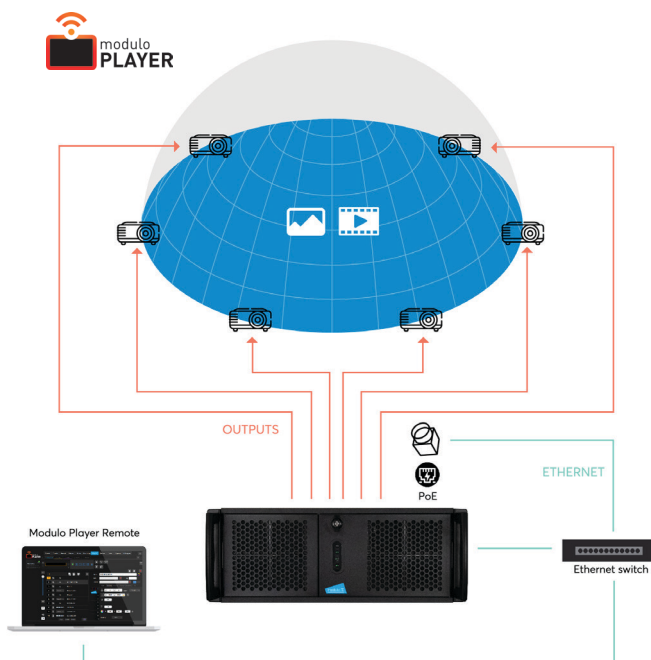 modulo
PLAYER
OUTPUTS
ETHERNET
PoE
Modulo Player Remote
Ethernet switch